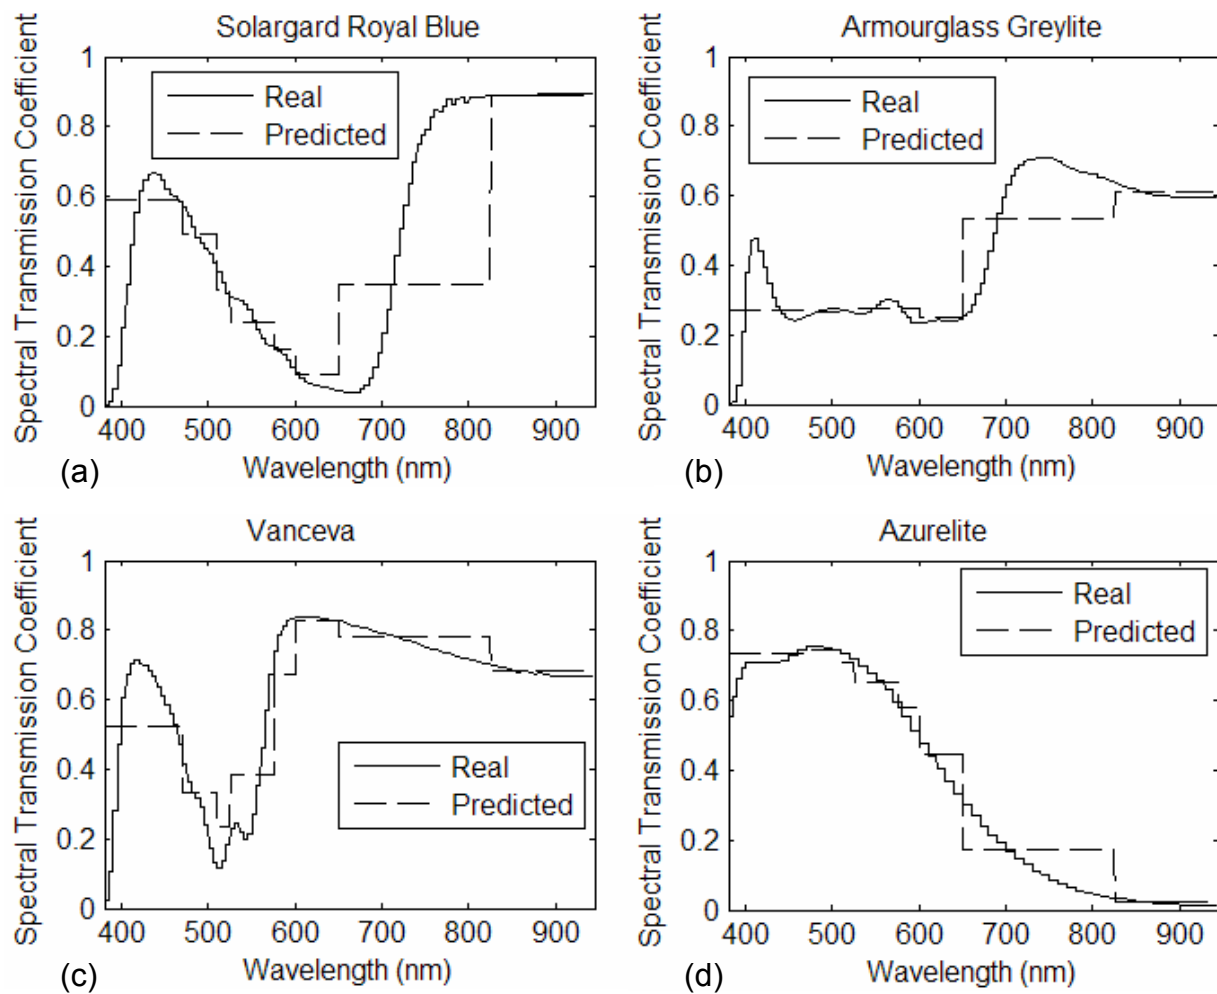 Solargard Royal Blue
Spectral Transmission Coefficient
1
0.8
0.6
0.4
0.2
0
Real
Predicted
400 500 600 700 800 900
Wavelength (nm)
(a)
Armourglass Greylite
Spectral Transmission Coefficient
1
0.8
0.6
0.4
0.2
0
Real
Predicted
400 500 600 700 800 900
Wavelength (nm)
(b)
Vanceva
Spectral Transmission Coefficient
1
0.8
0.6
0.4
0.2
0
Real
Predicted
400 500 600 700 800 900
Wavelength (nm)
(c)
Azurelite
Spectral Transmission Coefficient
1
0.8
0.6
0.4
0.2
0
Real
Predicted
400 500 600 700 800 900
Wavelength (nm)
(d)